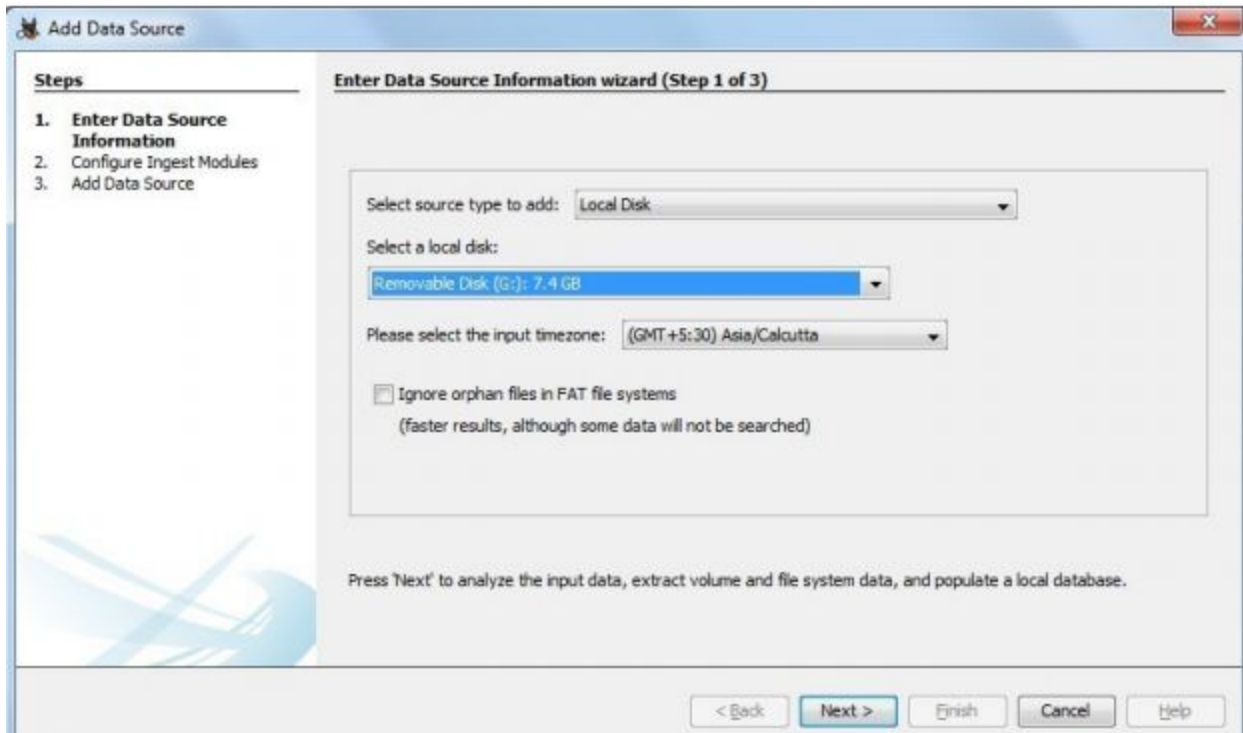 Add Data Source
Steps
1. Enter Data Source
Information
2. Configure Ingest Modules
3. Add Data Source
Enter Data Source Information wizard (Step 1 of 3)
Select source type to add: Local Disk
Select a local disk:
Removable Disk (G:): 7.4 GB
Please select the input timezone: (GMT+5:30) Asia/Calcutta
Ignore orphan files in FAT file systems
(faster results, although some data will not be searched)
Press 'Next' to analyze the input data, extract volume and file system data, and populate a local database.
< Back Next > Finish Cancel Help